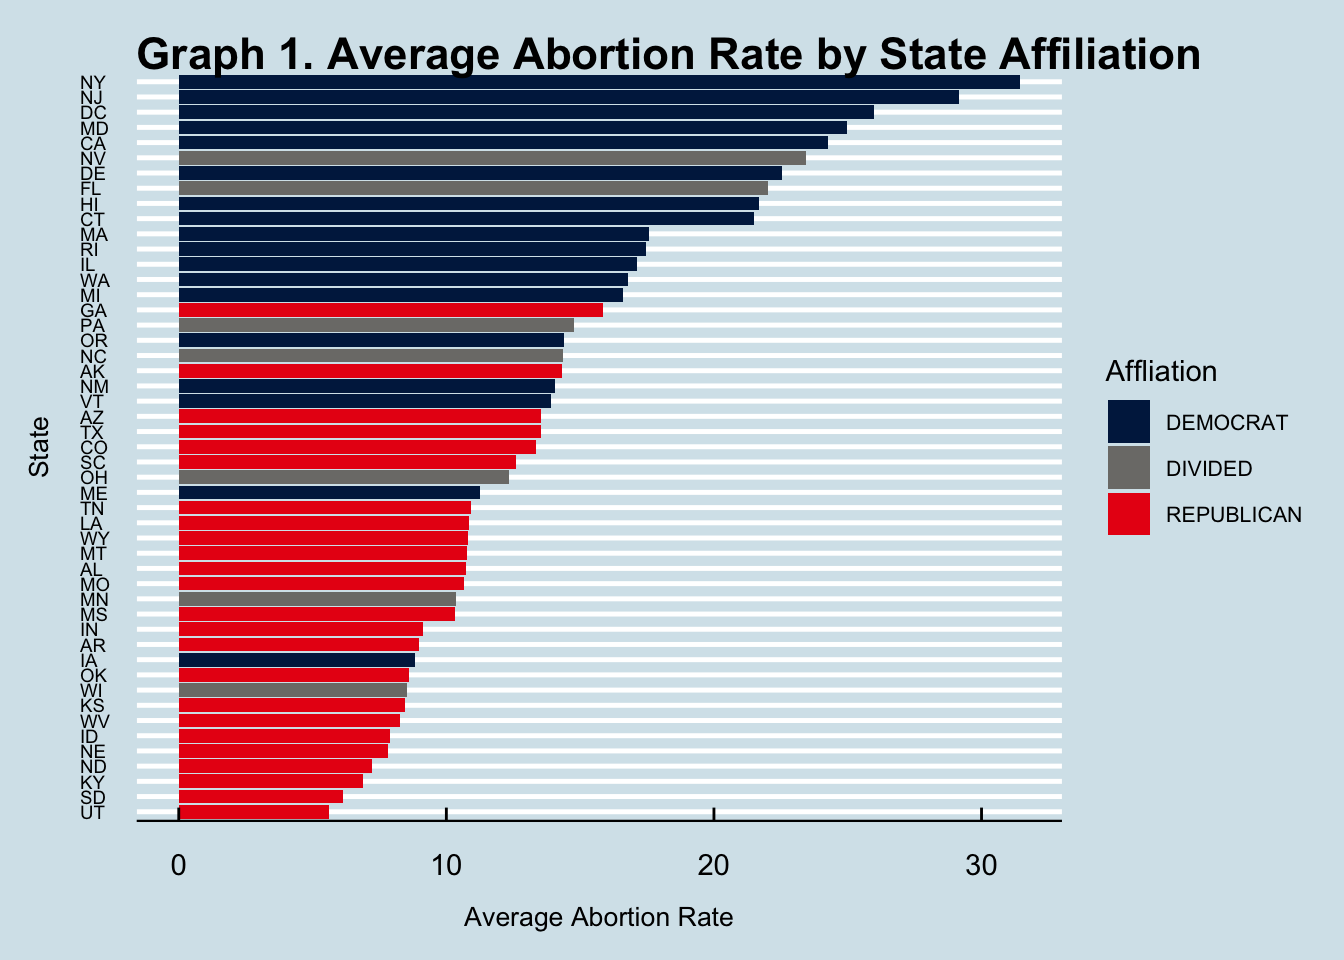 Graph 1. Average Abortion Rate by State Affiliation
NY
NJ
DC
MD
CA
NV
DE
FL
HI
CT
MA
RI
IL
WA
MI
GA
PA
OR
NC
AK
NM
VT
AZ
TX
CO
SC
OH
ME
TN
LA
WY
MT
AL
MO
MN
MS
IN
AR
IA
OK
WI
KS
WV
ID
NE
ND
KY
SD
UT
State
0 10 20 30
Average Abortion Rate
Affliation
DEMOCRAT
DIVIDED
REPUBLICAN